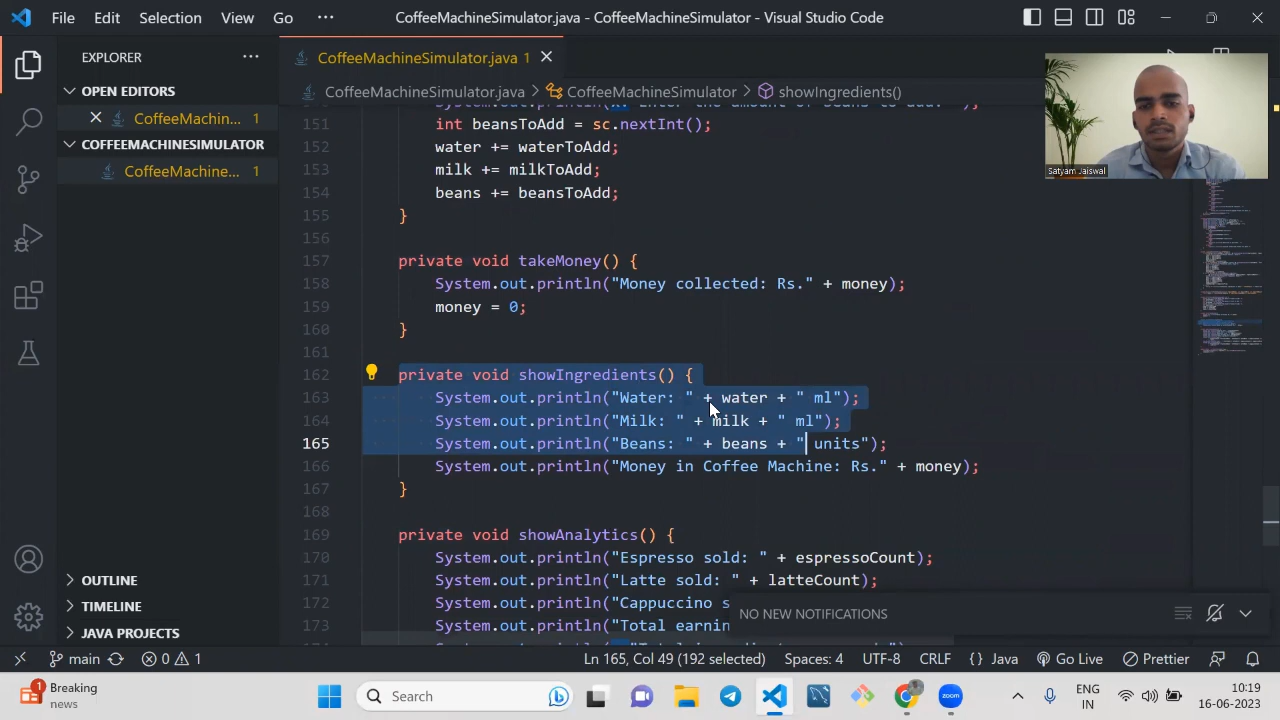 File Edit Selection View Go ···
CoffeeMachineSimulator.java - CoffeeMachineSimulator - Visual Studio Code
EXPLORER
CoffeeMachineSimulator.java 1
OPEN EDITORS
CoffeeMachin... 1
COFFEEMACHINESIMULATOR
CoffeeMachine... 1
OUTLINE
TIMELINE
JAVA PROJECTS
CoffeeMachineSimulator.java > CoffeeMachineSimulator > showIngredients()
151 int beansToAdd = sc.nextInt();
152 water += waterToAdd;
153 milk += milkToAdd;
154 beans += beansToAdd;
155 }
156
157 private void takeMoney() {
158 System.out.println("Money collected: Rs." + money);
159 money = 0;
160 }
161
162 private void showIngredients() {
163 System.out.println("Water: " + water + " ml");
164 System.out.println("Milk: " + milk + " ml");
165 System.out.println("Beans: " + beans + " units");
166 System.out.println("Money in Coffee Machine: Rs." + money);
167 }
168
169 private void showAnalytics() {
170 System.out.println("Espresso sold: " + espressoCount);
171 System.out.println("Latte sold: " + latteCount);
172 System.out.println("Cappuccino s
173 System.out.println("Total earnin
NO NEW NOTIFICATIONS
Satyam Jaiswal
main 0 1 Ln 165, Col 49 (192 selected) Spaces: 4 UTF-8 CRLF {} Java Go Live Prettier
1 Breaking
news
Search
ENG
IN
10:19
16-06-2023